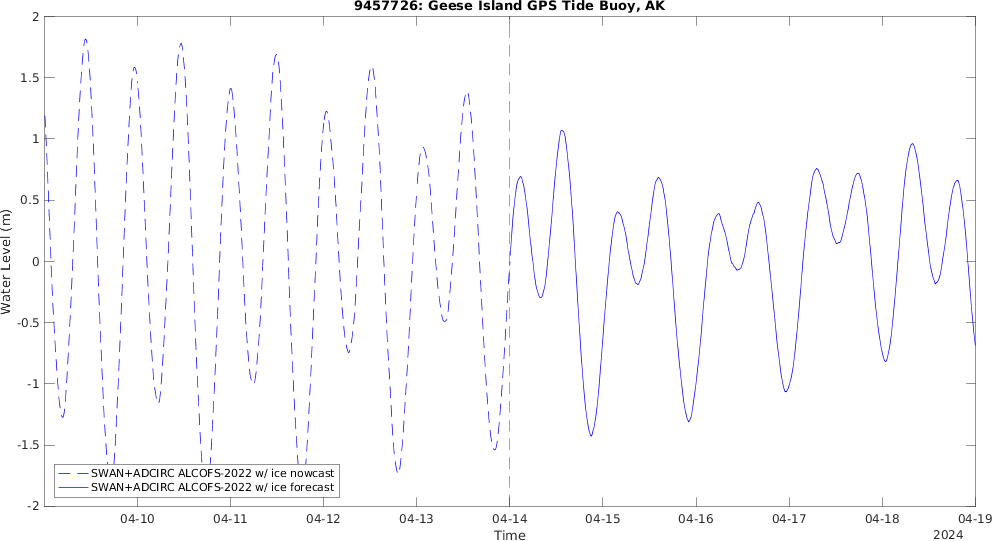 9457726: Geese Island GPS Tide Buoy, AK
2
1.5
1
0.5
0
-0.5
-1
-1.5
-2
Water Level (m)
SWAN+ADCIRC ALCOFS-2022 w/ ice nowcast
SWAN+ADCIRC ALCOFS-2022 w/ ice forecast
04-10 04-11 04-12 04-13 04-14 04-15 04-16 04-17 04-18 04-19
Time
2024